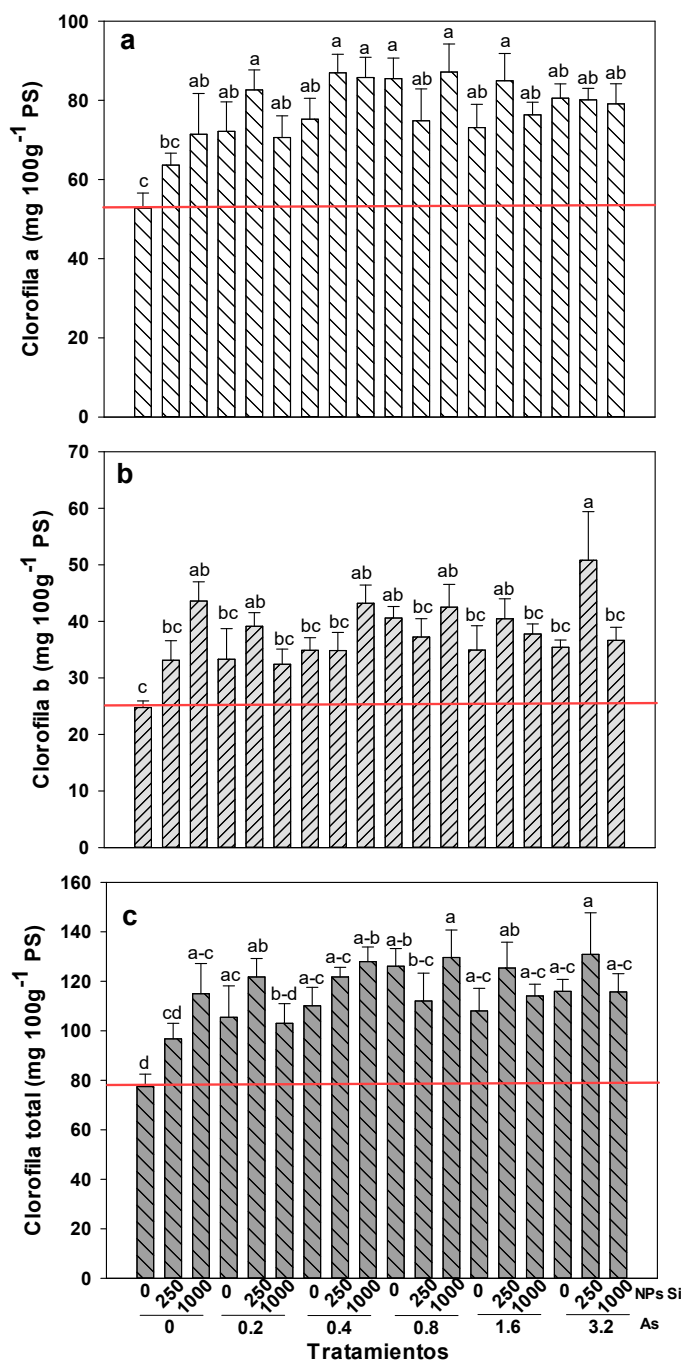 a
Clorofila a (mg 100g⁻¹ PS)
100
80
60
40
20
0
c
bc
ab
ab
a
ab
ab
a
a
a
ab
a
ab
a
ab
ab
ab
ab
b
Clorofila b (mg 100g⁻¹ PS)
70
60
50
40
30
20
10
0
c
bc
ab
bc
ab
bc
bc
bc
ab
ab
bc
ab
bc
ab
bc
bc
a
bc
c
Clorofila total (mg 100g⁻¹ PS)
160
140
120
100
80
60
40
20
0
d
cd
a-c
ac
ab
b-d
a-c
a-c
a-b
a-b
b-c
a
a-c
ab
a-c
a-c
a
a-c
0 250 1000 0 250 1000 0 250 1000 0 250 1000 0 250 1000 0 250 1000 NPs Si
0 0.2 0.4 0.8 1.6 3.2 As
Tratamientos